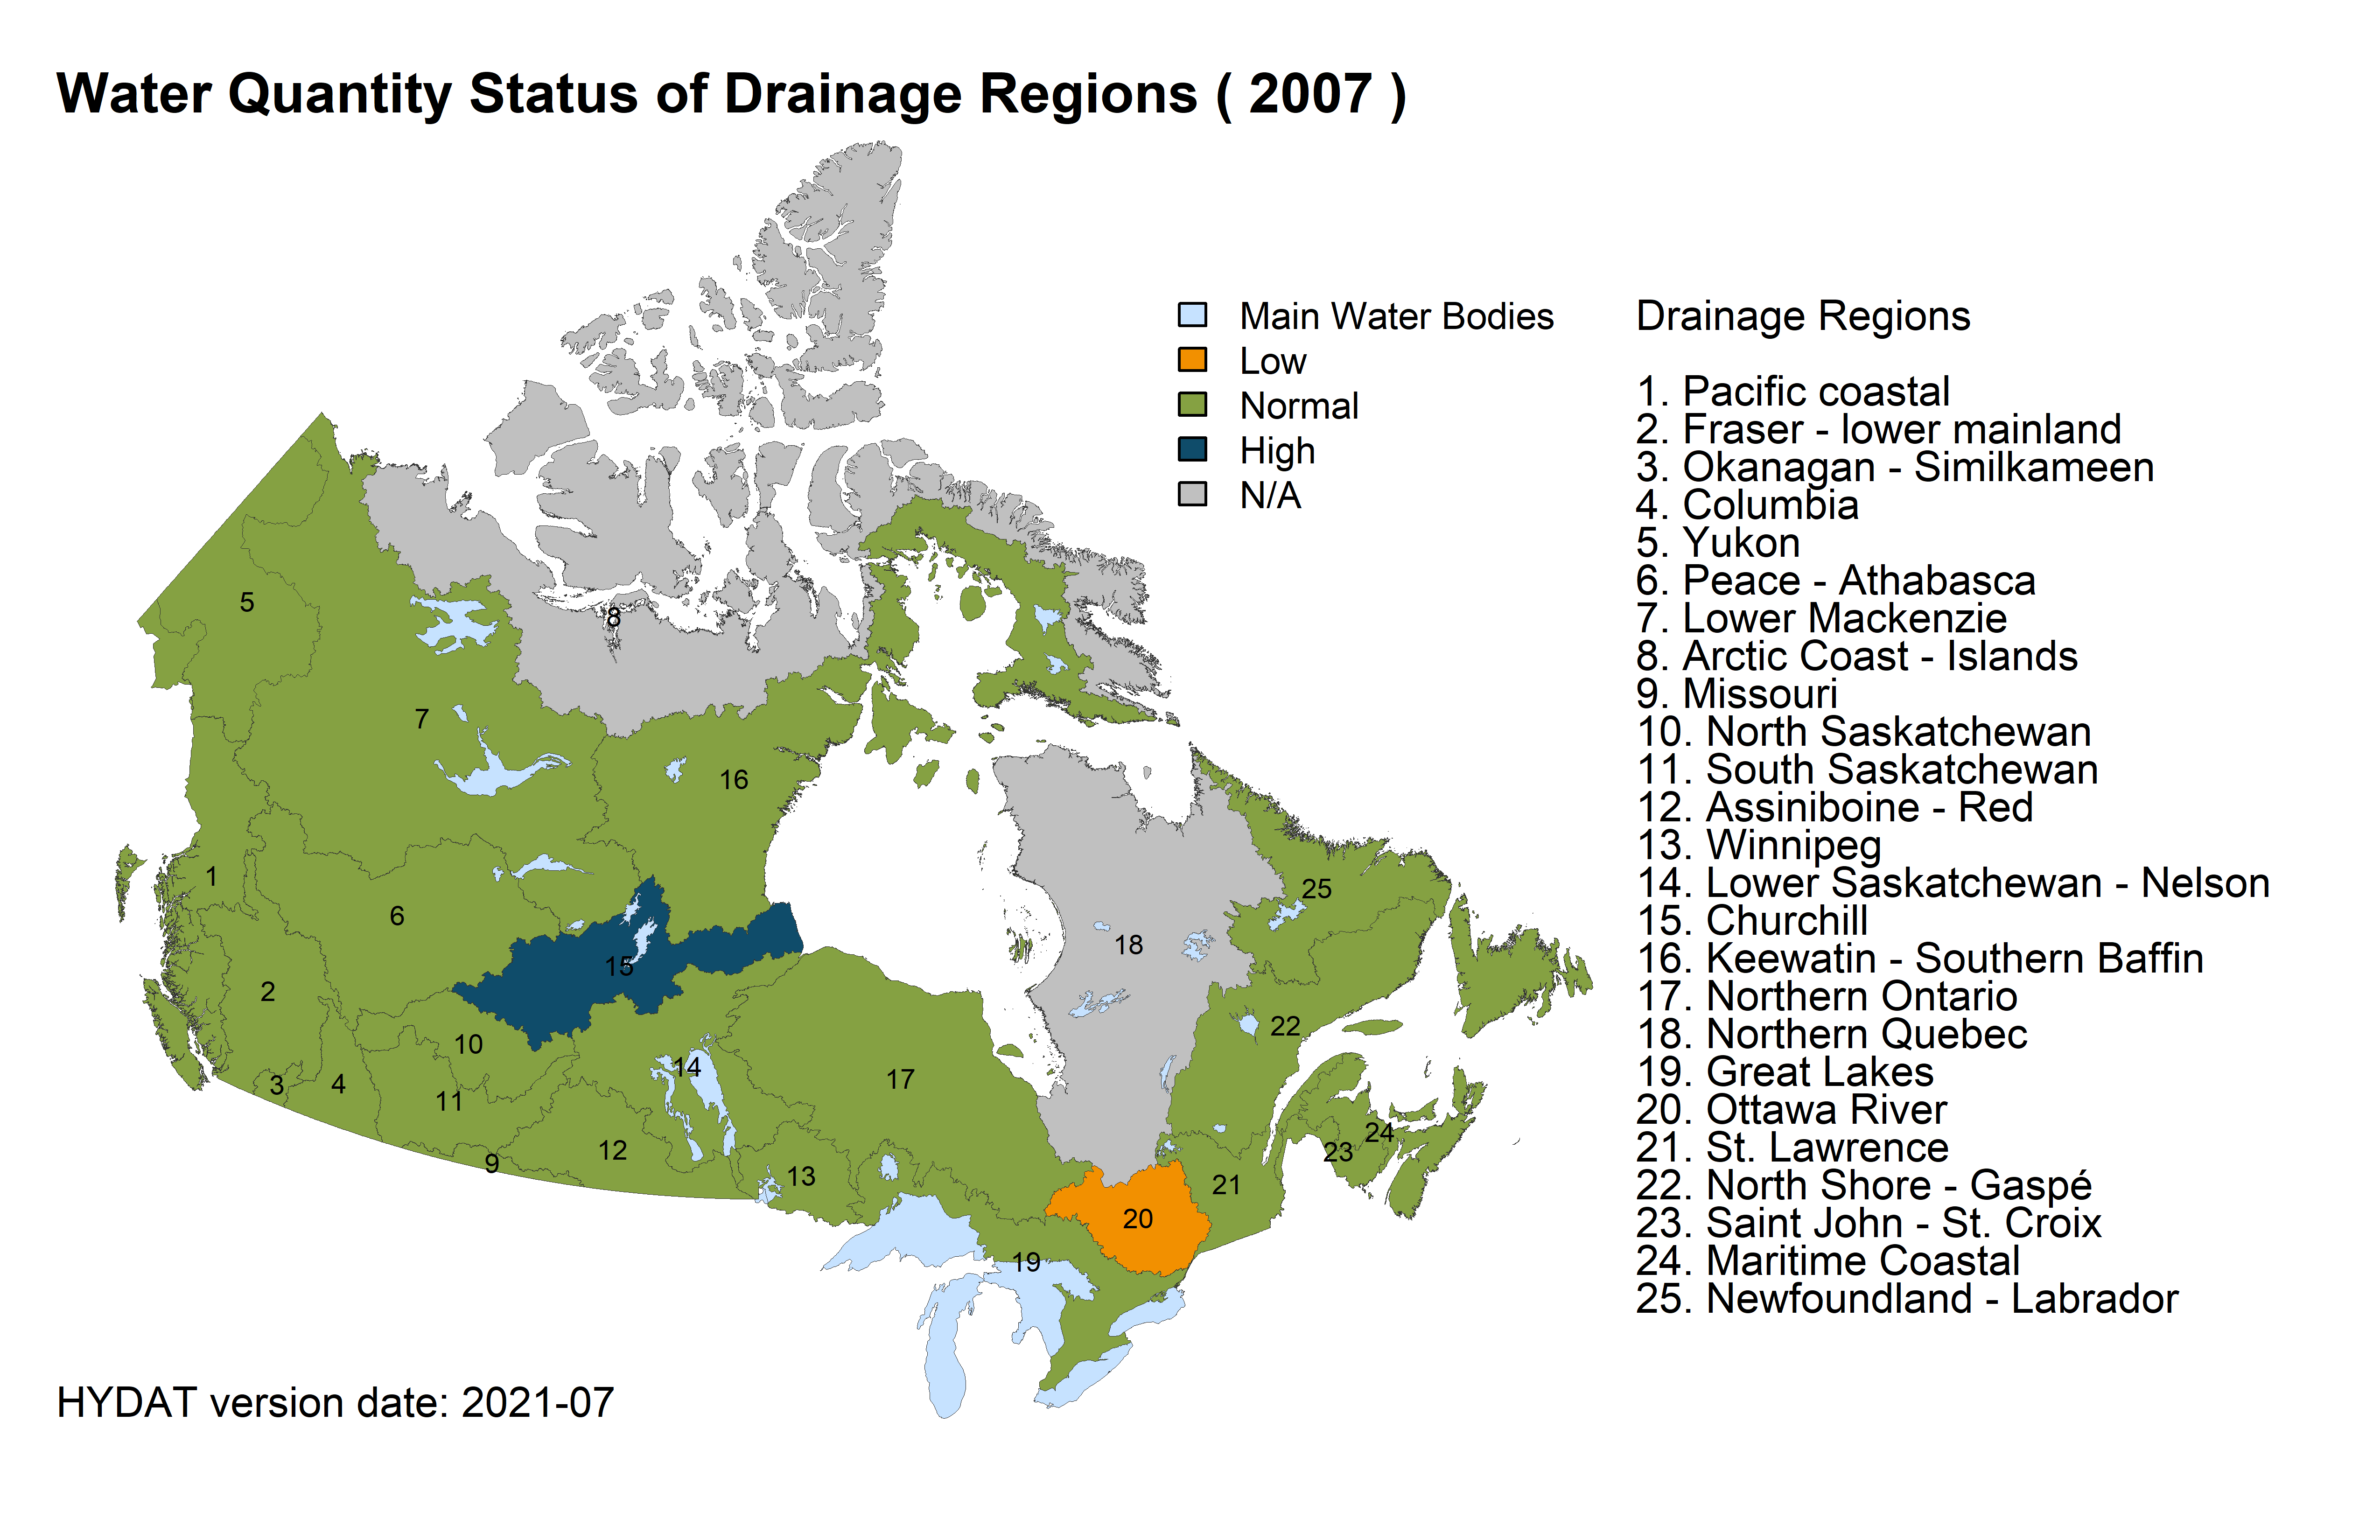 Water Quantity Status of Drainage Regions ( 2007 )
Main Water Bodies
Low
Normal
High
N/A
Drainage Regions
1. Pacific coastal
2. Fraser - lower mainland
3. Okanagan - Similkameen
4. Columbia
5. Yukon
6. Peace - Athabasca
7. Lower Mackenzie
8. Arctic Coast - Islands
9. Missouri
10. North Saskatchewan
11. South Saskatchewan
12. Assiniboine - Red
13. Winnipeg
14. Lower Saskatchewan - Nelson
15. Churchill
16. Keewatin - Southern Baffin
17. Northern Ontario
18. Northern Quebec
19. Great Lakes
20. Ottawa River
21. St. Lawrence
22. North Shore - Gaspé
23. Saint John - St. Croix
24. Maritime Coastal
25. Newfoundland - Labrador
5
8
7
16
1
25
6
2
18
15
22
10
14
3
4
17
11
24
12
23
9
13
21
20
19
HYDAT version date: 2021-07